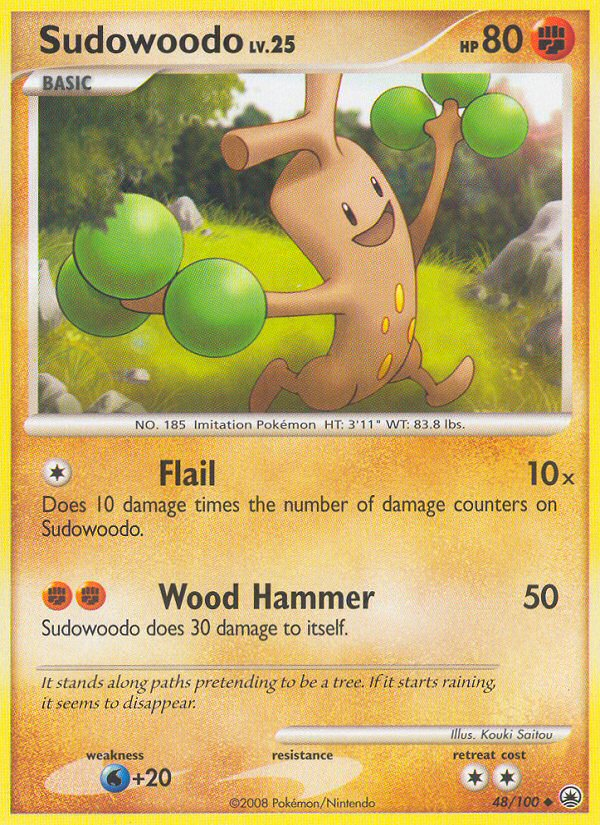 Sudowoodo LV.25 HP 80
BASIC
NO. 185 Imitation Pokémon HT: 3'11" WT: 83.8 lbs.
Flail 10x
Does 10 damage times the number of damage counters on
Sudowoodo.
Wood Hammer 50
Sudowoodo does 30 damage to itself.
It stands along paths pretending to be a tree. If it starts raining,
it seems to disappear.
Illus. Kouki Saitou
weakness resistance retreat cost
+20
©2008 Pokémon/Nintendo 48/100